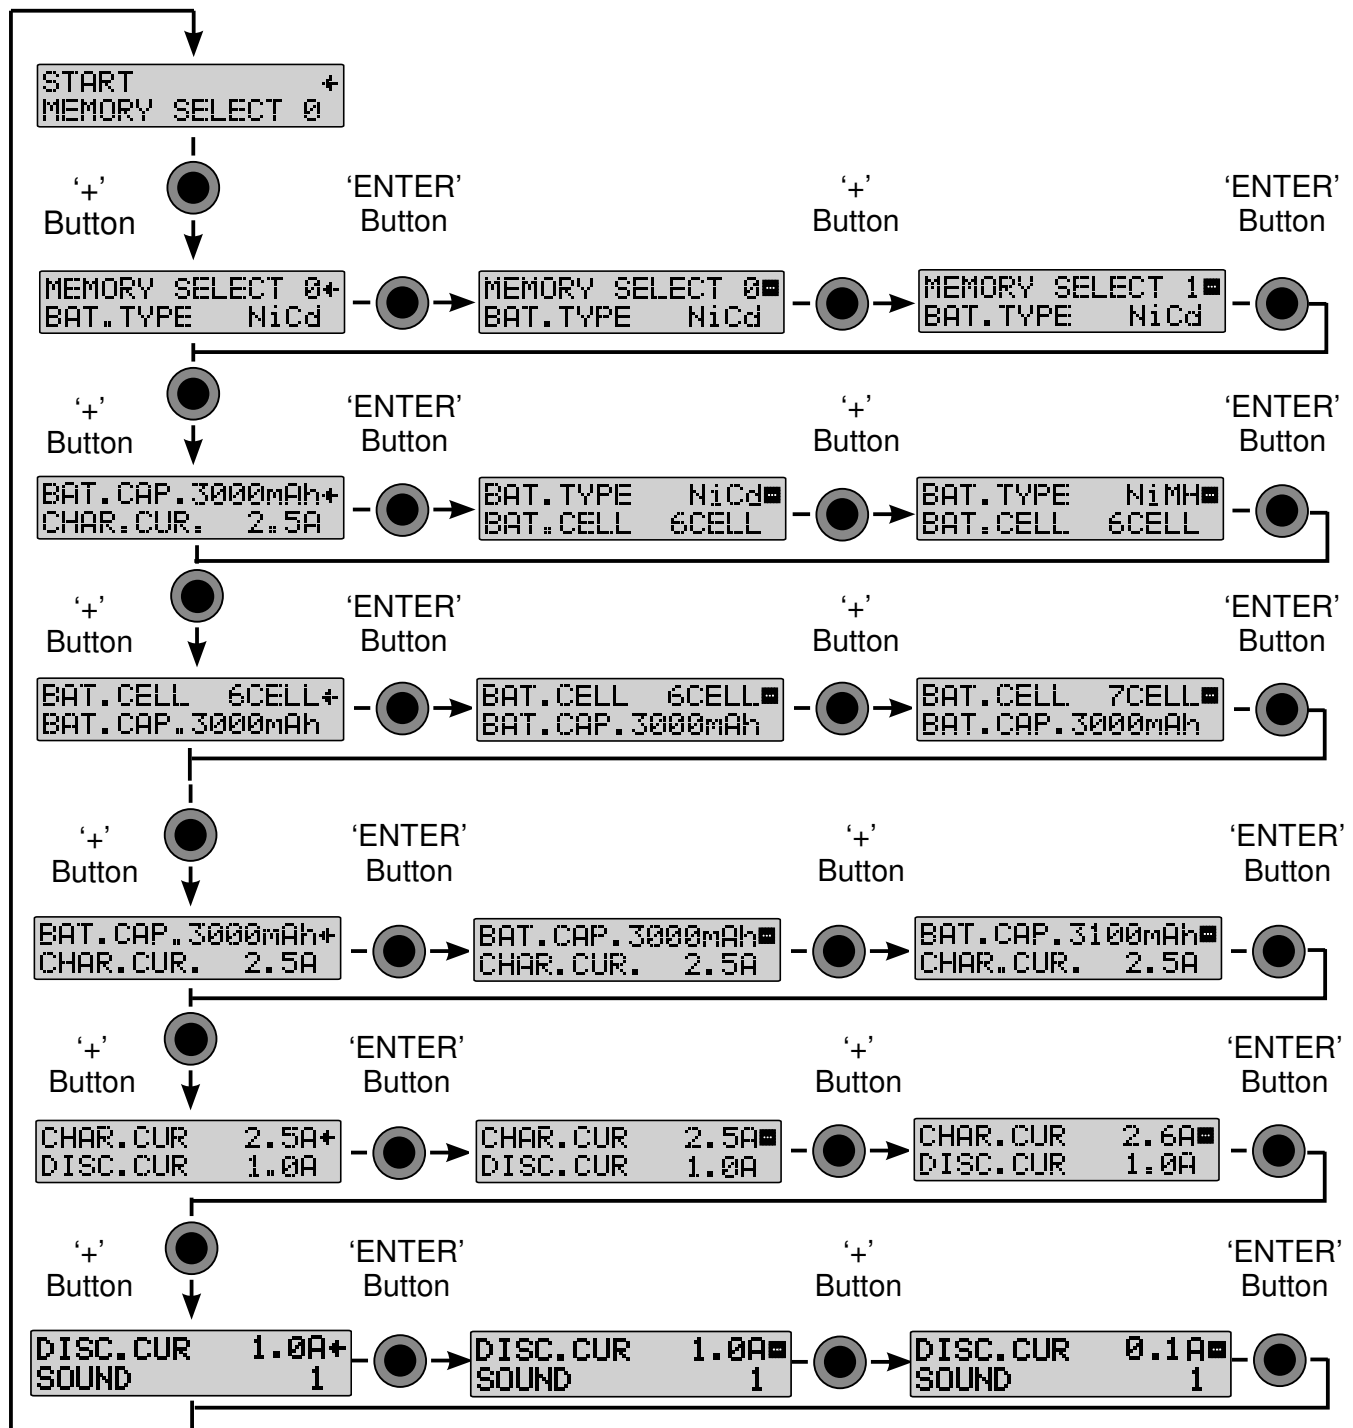 START ←
MEMORY SELECT 0
‘+’
Button
‘ENTER’
Button
‘+’
Button
‘ENTER’
Button
MEMORY SELECT 0←
BAT.TYPE NiCd
MEMORY SELECT 0
BAT.TYPE NiCd
MEMORY SELECT 1
BAT.TYPE NiCd
‘+’
Button
‘ENTER’
Button
‘+’
Button
‘ENTER’
Button
BAT.CAP.3000mAh←
CHAR.CUR. 2.5A
BAT.TYPE NiCd
BAT.CELL 6CELL
BAT.TYPE NiMH
BAT.CELL 6CELL
‘+’
Button
‘ENTER’
Button
‘+’
Button
‘ENTER’
Button
BAT.CELL 6CELL←
BAT.CAP.3000mAh
BAT.CELL 6CELL
BAT.CAP.3000mAh
BAT.CELL 7CELL
BAT.CAP.3000mAh
‘+’
Button
‘ENTER’
Button
‘+’
Button
‘ENTER’
Button
BAT.CAP.3000mAh←
CHAR.CUR. 2.5A
BAT.CAP.3000mAh
CHAR.CUR. 2.5A
BAT.CAP.3100mAh
CHAR.CUR. 2.5A
‘+’
Button
‘ENTER’
Button
‘+’
Button
‘ENTER’
Button
CHAR.CUR 2.5A←
DISC.CUR 1.0A
CHAR.CUR 2.5A
DISC.CUR 1.0A
CHAR.CUR 2.6A
DISC.CUR 1.0A
‘+’
Button
‘ENTER’
Button
‘+’
Button
‘ENTER’
Button
DISC.CUR 1.0A←
SOUND 1
DISC.CUR 1.0A
SOUND 1
DISC.CUR 0.1A
SOUND 1